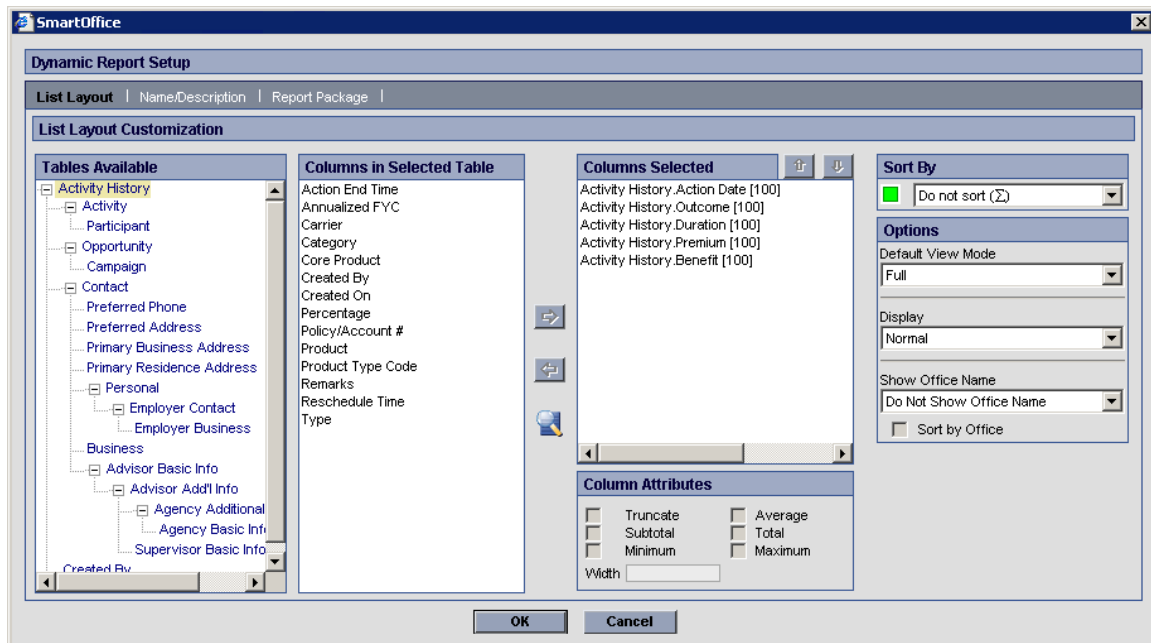 SmartOffice
Dynamic Report Setup
List Layout | Name/Description | Report Package |
List Layout Customization
Tables Available
Activity History
Activity
Participant
Opportunity
Campaign
Contact
Preferred Phone
Preferred Address
Primary Business Address
Primary Residence Address
Personal
Employer Contact
Employer Business
Business
Advisor Basic Info
Advisor Add'l Info
Agency Additional
Agency Basic Info
Supervisor Basic Info
Created By
Columns in Selected Table
Action End Time
Annualized FYC
Carrier
Category
Core Product
Created By
Created On
Percentage
Policy/Account #
Product
Product Type Code
Remarks
Reschedule Time
Type
Columns Selected
Activity History.Action Date [100]
Activity History.Outcome [100]
Activity History.Duration [100]
Activity History.Premium [100]
Activity History.Benefit [100]
Column Attributes
Truncate Average
Subtotal Total
Minimum Maximum
Width
Sort By
Do not sort (Σ)
Options
Default View Mode
Full
Display
Normal
Show Office Name
Do Not Show Office Name
Sort by Office
OK Cancel